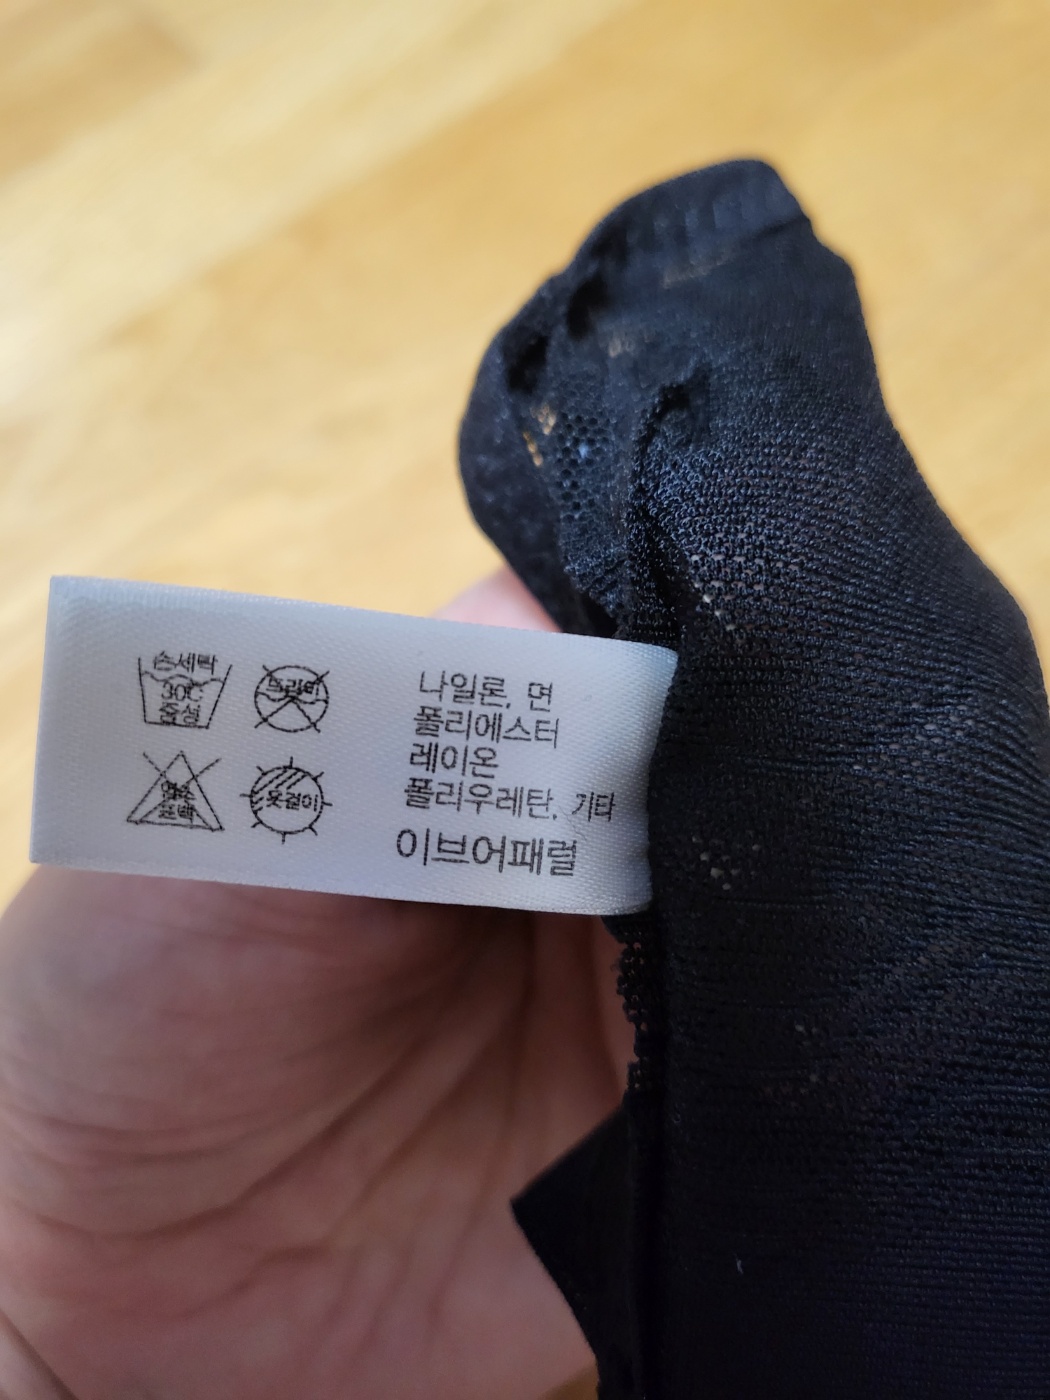 손세탁
30℃
중성
드라이
염소
표백
옷걸이
나일론, 면
폴리에스터
레이온
폴리우레탄, 기타
이브어패럴